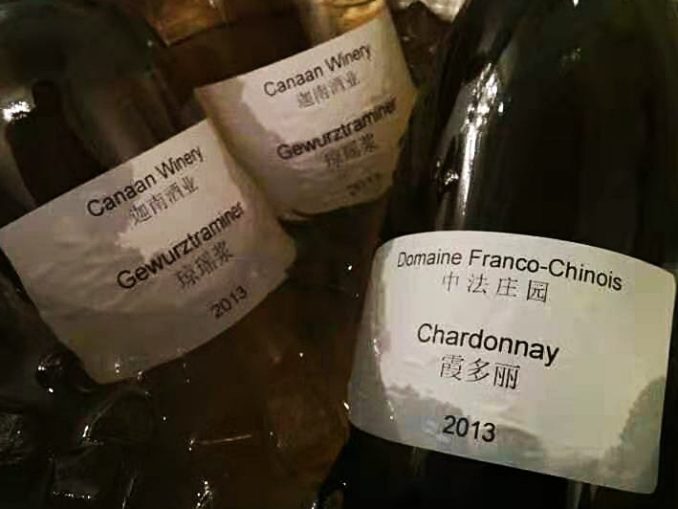 Canaan Winery
迦南酒业
Gewurztraminer
琼瑶浆
2013
Canaan Winery
迦南酒业
Gewurztraminer
琼瑶浆
2013
Domaine Franco-Chinois
中法庄园
Chardonnay
霞多丽
2013